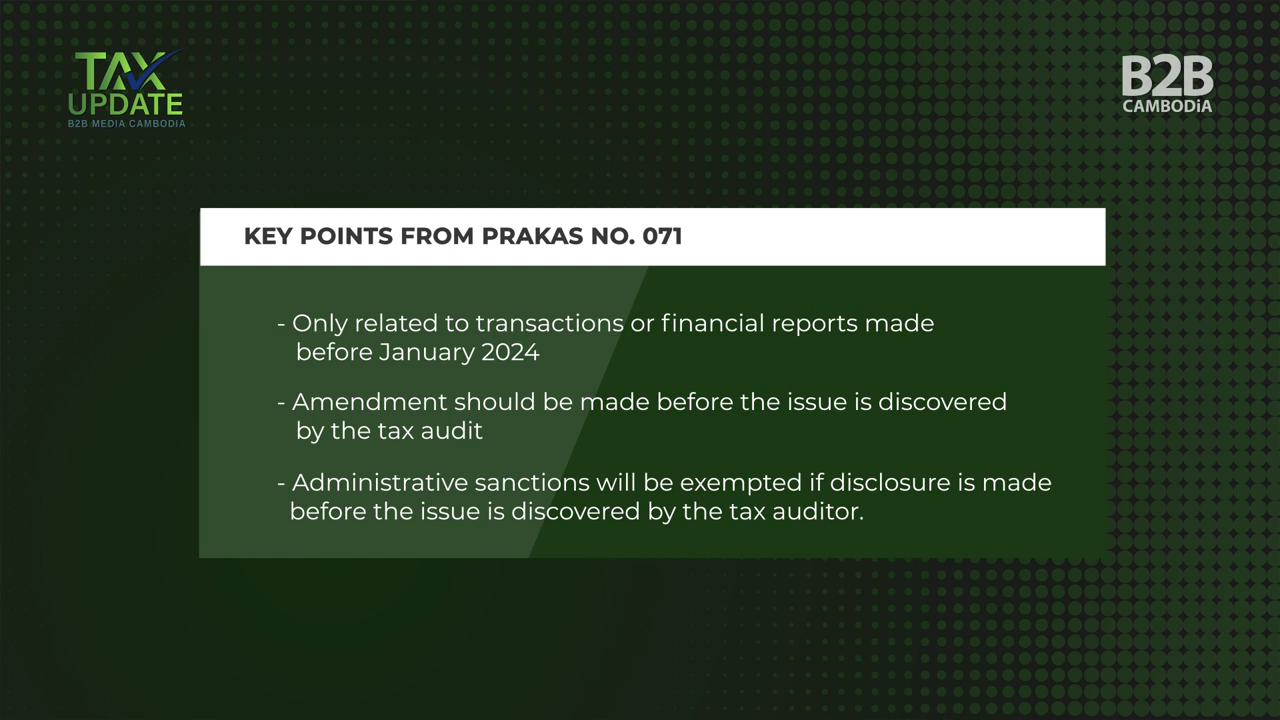 TAX
UPDATE
B2B MEDIA CAMBODIA
B2B
CAMBODiA
KEY POINTS FROM PRAKAS NO. 071
- Only related to transactions or financial reports made
before January 2024
- Amendment should be made before the issue is discovered
by the tax audit
- Administrative sanctions will be exempted if disclosure is made
before the issue is discovered by the tax auditor.